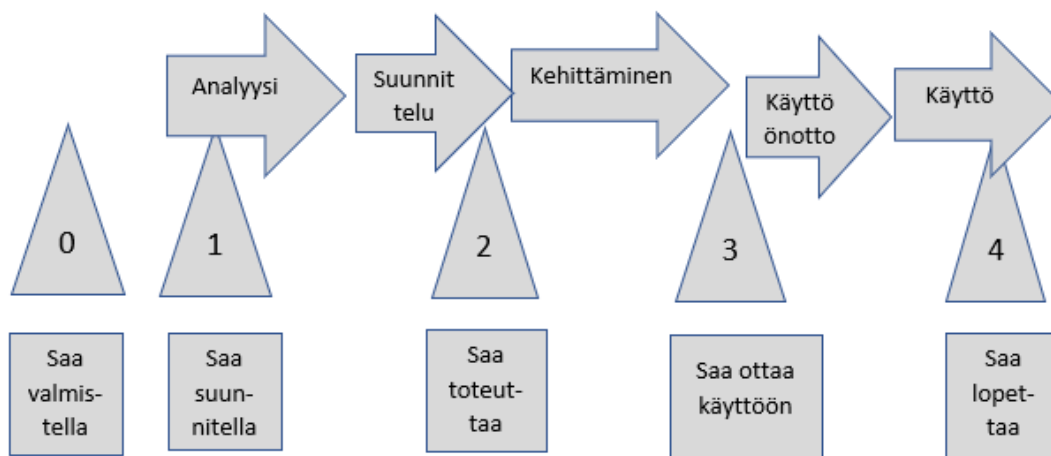 Analyysi
Suunnit
telu
Kehittäminen
Käyttö
önotto
Käyttö
0
1
2
3
4
Saa
valmis-
tella
Saa
suun-
nitella
Saa
toteut-
taa
Saa ottaa
käyttöön
Saa
lopet-
taa